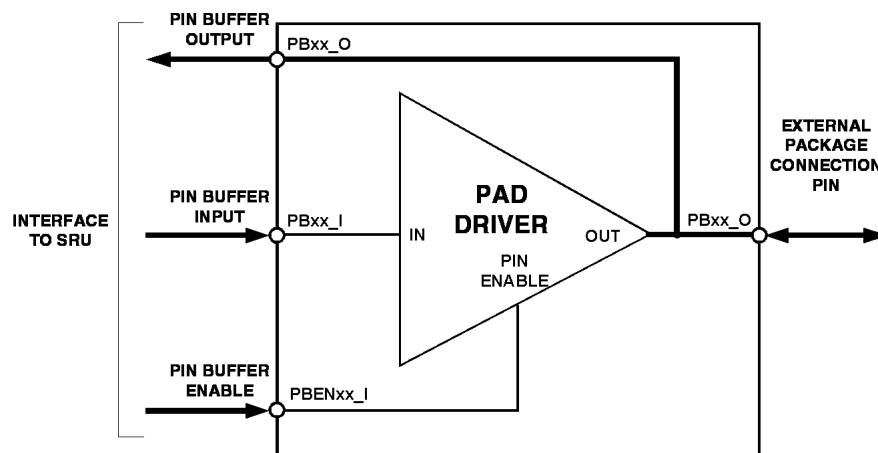 PIN BUFFER
OUTPUT
PBxx_O
EXTERNAL
PACKAGE
CONNECTION
PIN
PIN BUFFER
INPUT
PBxx_I
PAD
DRIVER
IN
OUT
PBxx_O
INTERFACE
TO SRU
PIN
ENABLE
PIN BUFFER
ENABLE
PBENxx_I